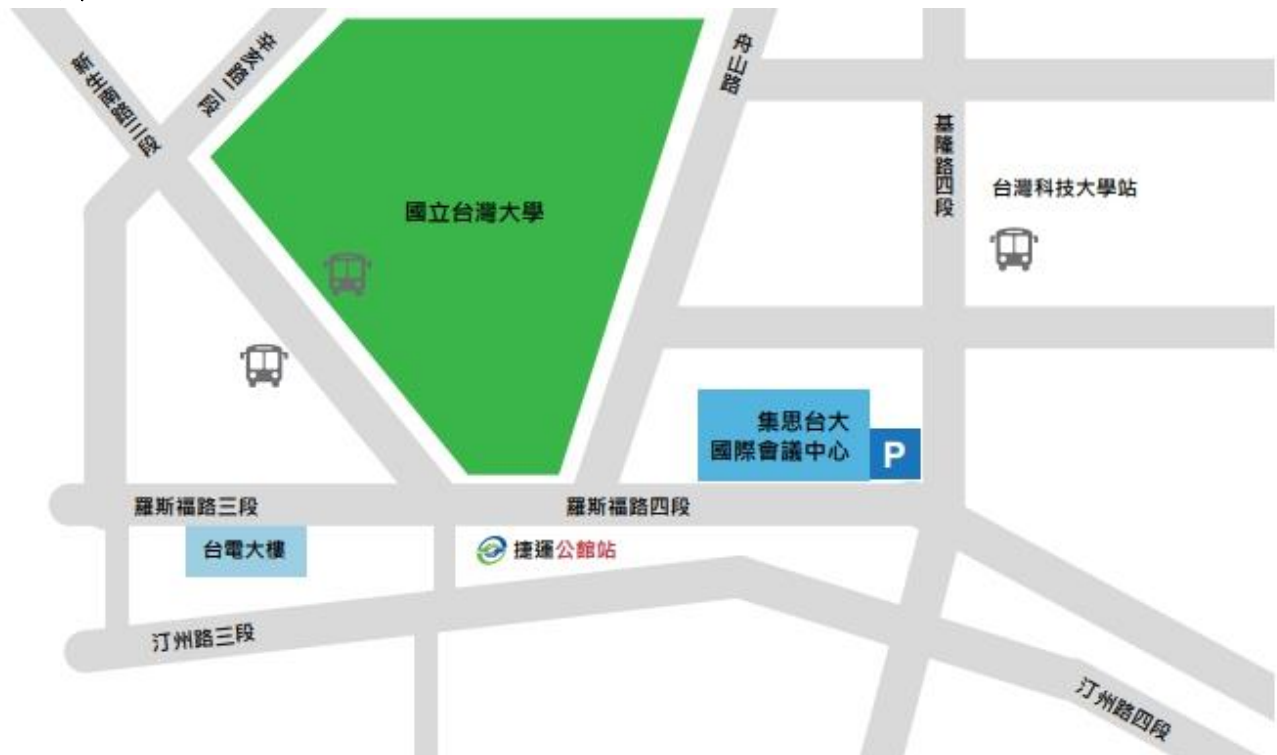 新生南路三段
辛亥路一段
舟山路
基隆路四段
台灣科技大學站
國立台灣大學
集思台大
國際會議中心
P
羅斯福路三段
羅斯福路四段
台電大樓
捷運公館站
汀州路三段
汀州路四段